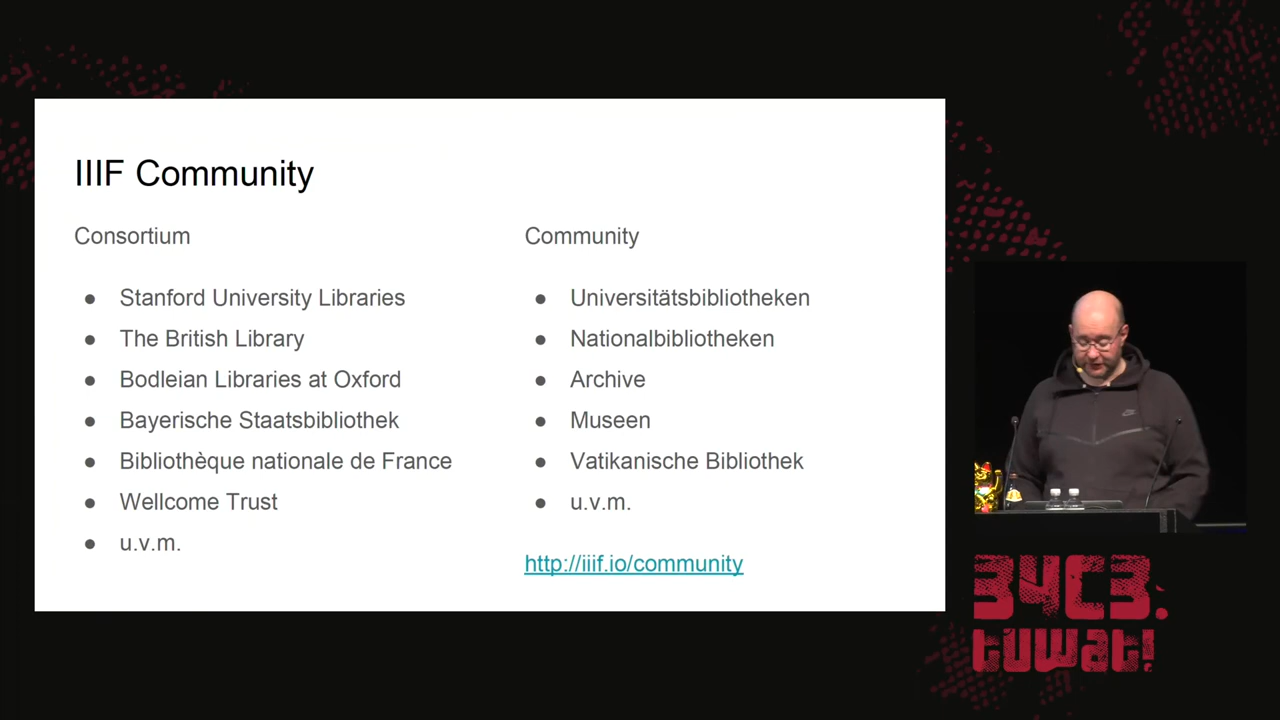 IIIF Community
Consortium
● Stanford University Libraries
● The British Library
● Bodleian Libraries at Oxford
● Bayerische Staatsbibliothek
● Bibliothèque nationale de France
● Wellcome Trust
● u.v.m.
Community
● Universitätsbibliotheken
● Nationalbibliotheken
● Archive
● Museen
● Vatikanische Bibliothek
● u.v.m.
http://iiif.io/community
34C3.
tuwat!